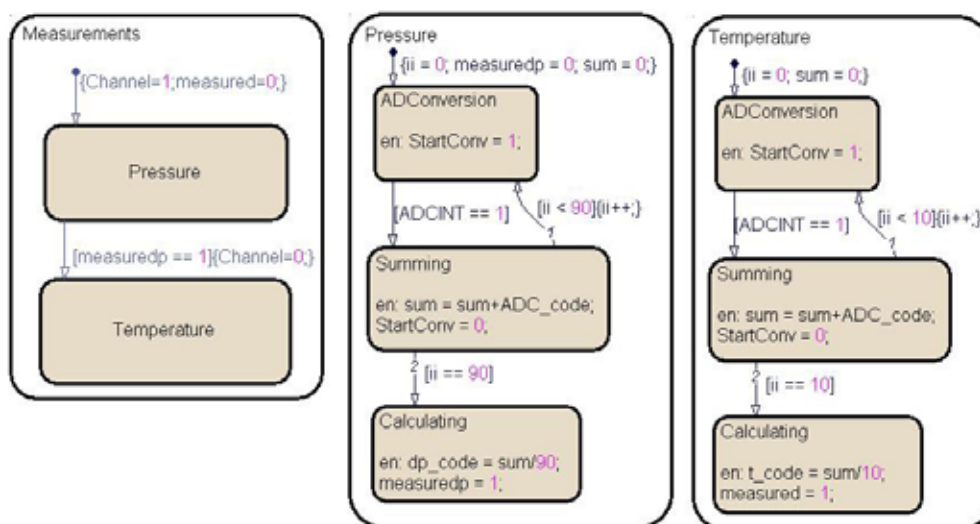 Measurements
{Channel=1;measured=0;}
Pressure
[measuredp == 1]{Channel=0;}
Temperature
Pressure
{ii = 0; measuredp = 0; sum = 0;}
ADConversion
en: StartConv = 1;
[ADCINT == 1]
[ii < 90]{ii++;}
1
Summing
en: sum = sum+ADC_code;
StartConv = 0;
2
[ii == 90]
Calculating
en: dp_code = sum/90;
measuredp = 1;
Temperature
{ii = 0; sum = 0;}
ADConversion
en: StartConv = 1;
[ADCINT == 1]
[ii < 10]{ii++;}
1
Summing
en: sum = sum+ADC_code;
StartConv = 0;
2
[ii == 10]
Calculating
en: t_code = sum/10;
measured = 1;